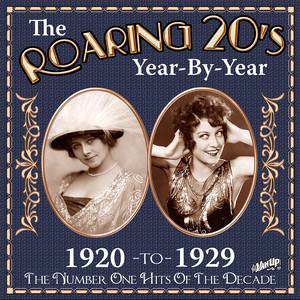 The
ROARING 20's
Year-By-Year
1920 -TO- 1929
THE NUMBER ONE HITS OF THE DECADE